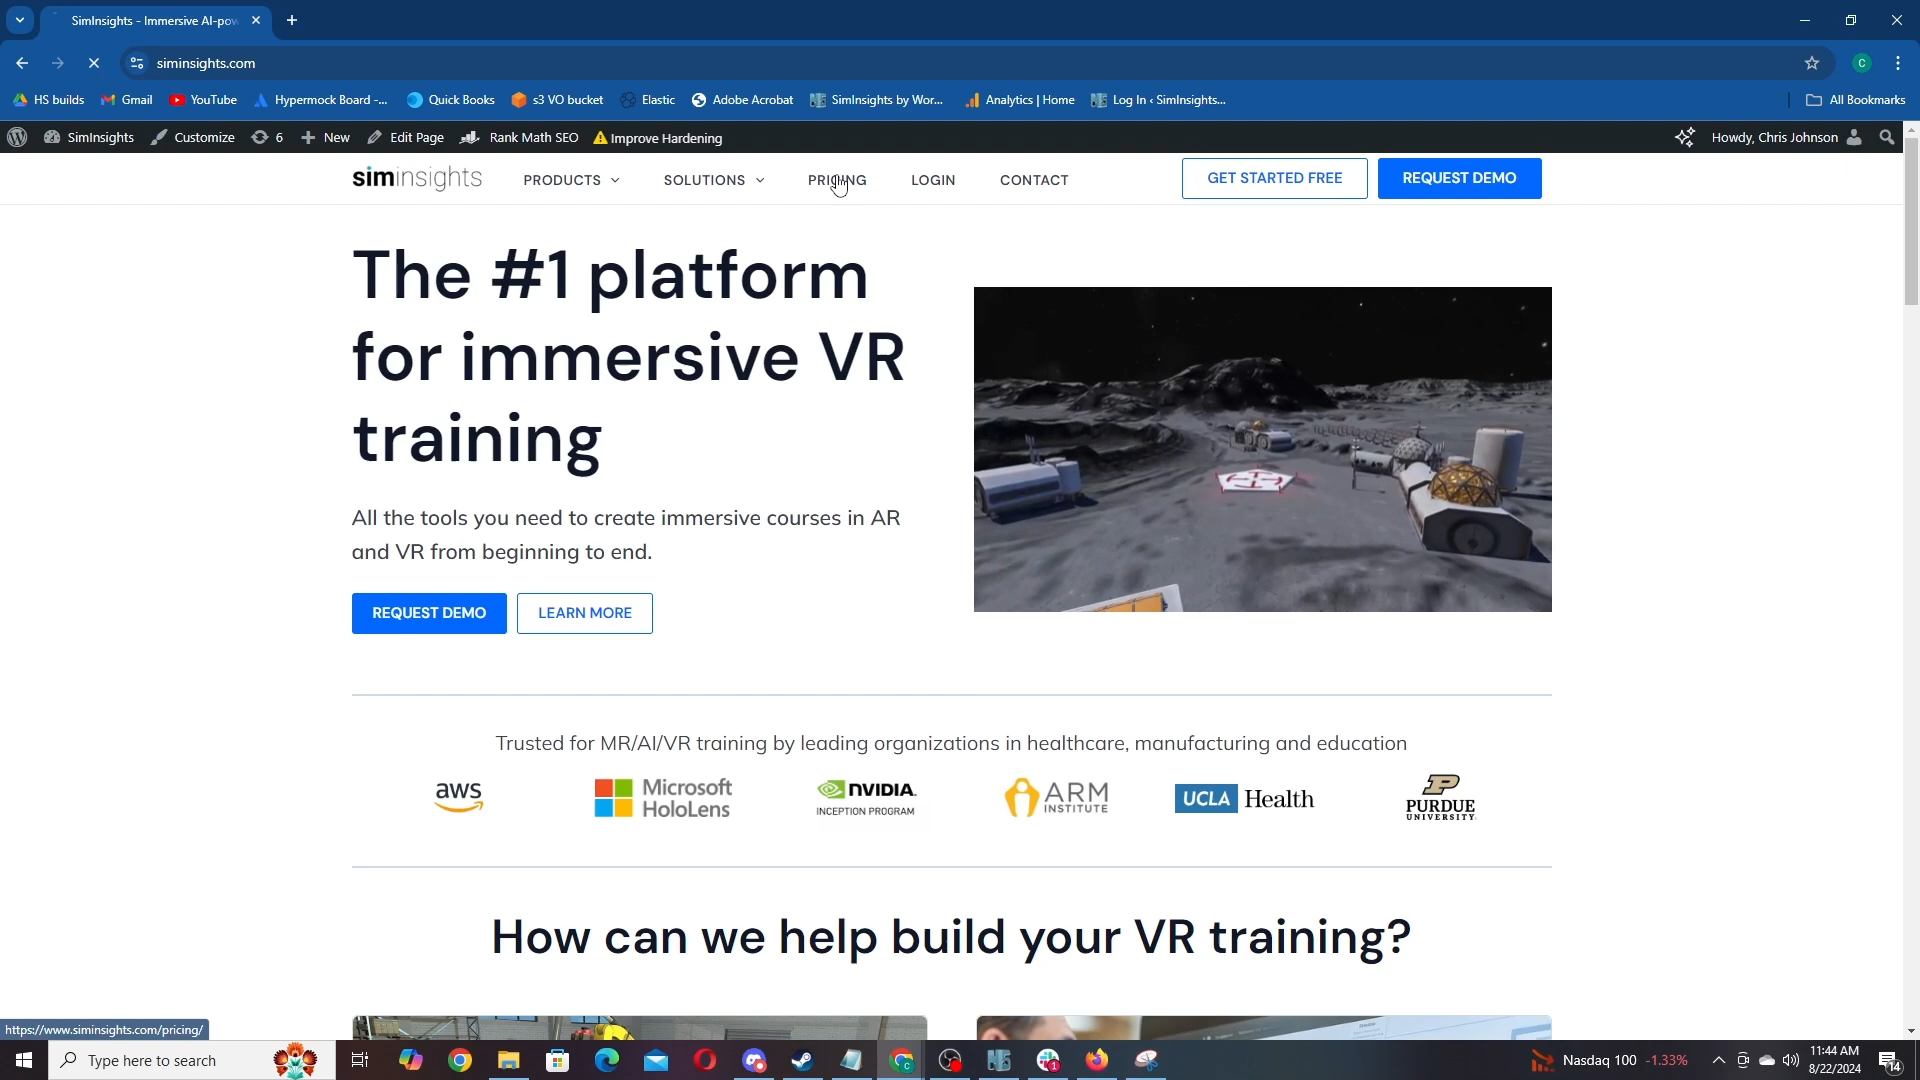 SimInsights - Immersive AI-pow
siminsights.com
HS builds
Gmail
YouTube
Hypermock Board -...
Quick Books
s3 VO bucket
Elastic
Adobe Acrobat
SimInsights by Wor...
Analytics | Home
Log In ‹ SimInsights...
All Bookmarks
C
SimInsights
Customize
6
New
Edit Page
Rank Math SEO
Improve Hardening
Howdy, Chris Johnson
siminsights
PRODUCTS
SOLUTIONS
PRICING
LOGIN
CONTACT
GET STARTED FREE
REQUEST DEMO
The #1 platform
for immersive VR
training
All the tools you need to create immersive courses in AR
and VR from beginning to end.
REQUEST DEMO
LEARN MORE
Trusted for MR/AI/VR training by leading organizations in healthcare, manufacturing and education
aws
Microsoft
HoloLens
NVIDIA.
INCEPTION PROGRAM
ARM
INSTITUTE
UCLA Health
PURDUE
UNIVERSITY.
How can we help build your VR training?
https://www.siminsights.com/pricing/
Type here to search
Nasdaq 100 -1.33%
11:44 AM
8/22/2024
14